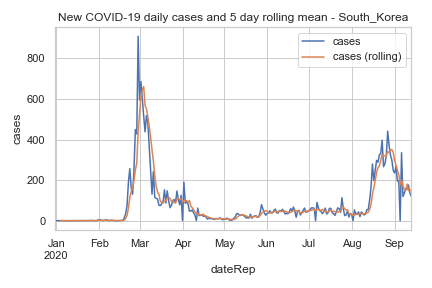 New COVID-19 daily cases and 5 day rolling mean - South_Korea
cases
cases (rolling)
800
600
400
200
0
cases
Jan Feb Mar Apr May Jun Jul Aug Sep
2020
dateRep